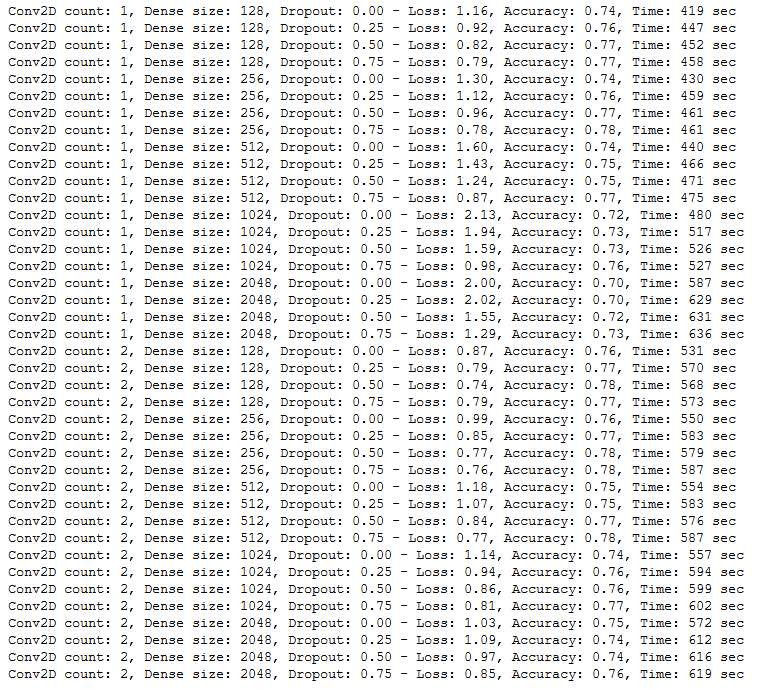 Conv2D count: 1, Dense size: 128, Dropout: 0.00 - Loss: 1.16, Accuracy: 0.74, Time: 419 sec
Conv2D count: 1, Dense size: 128, Dropout: 0.25 - Loss: 0.92, Accuracy: 0.76, Time: 447 sec
Conv2D count: 1, Dense size: 128, Dropout: 0.50 - Loss: 0.82, Accuracy: 0.77, Time: 452 sec
Conv2D count: 1, Dense size: 128, Dropout: 0.75 - Loss: 0.79, Accuracy: 0.77, Time: 458 sec
Conv2D count: 1, Dense size: 256, Dropout: 0.00 - Loss: 1.30, Accuracy: 0.74, Time: 430 sec
Conv2D count: 1, Dense size: 256, Dropout: 0.25 - Loss: 1.12, Accuracy: 0.76, Time: 459 sec
Conv2D count: 1, Dense size: 256, Dropout: 0.50 - Loss: 0.96, Accuracy: 0.77, Time: 461 sec
Conv2D count: 1, Dense size: 256, Dropout: 0.75 - Loss: 0.78, Accuracy: 0.78, Time: 461 sec
Conv2D count: 1, Dense size: 512, Dropout: 0.00 - Loss: 1.60, Accuracy: 0.74, Time: 440 sec
Conv2D count: 1, Dense size: 512, Dropout: 0.25 - Loss: 1.43, Accuracy: 0.75, Time: 466 sec
Conv2D count: 1, Dense size: 512, Dropout: 0.50 - Loss: 1.24, Accuracy: 0.75, Time: 471 sec
Conv2D count: 1, Dense size: 512, Dropout: 0.75 - Loss: 0.87, Accuracy: 0.77, Time: 475 sec
Conv2D count: 1, Dense size: 1024, Dropout: 0.00 - Loss: 2.13, Accuracy: 0.72, Time: 480 sec
Conv2D count: 1, Dense size: 1024, Dropout: 0.25 - Loss: 1.94, Accuracy: 0.73, Time: 517 sec
Conv2D count: 1, Dense size: 1024, Dropout: 0.50 - Loss: 1.59, Accuracy: 0.73, Time: 526 sec
Conv2D count: 1, Dense size: 1024, Dropout: 0.75 - Loss: 0.98, Accuracy: 0.76, Time: 527 sec
Conv2D count: 1, Dense size: 2048, Dropout: 0.00 - Loss: 2.00, Accuracy: 0.70, Time: 587 sec
Conv2D count: 1, Dense size: 2048, Dropout: 0.25 - Loss: 2.02, Accuracy: 0.70, Time: 629 sec
Conv2D count: 1, Dense size: 2048, Dropout: 0.50 - Loss: 1.55, Accuracy: 0.72, Time: 631 sec
Conv2D count: 1, Dense size: 2048, Dropout: 0.75 - Loss: 1.29, Accuracy: 0.73, Time: 636 sec
Conv2D count: 2, Dense size: 128, Dropout: 0.00 - Loss: 0.87, Accuracy: 0.76, Time: 531 sec
Conv2D count: 2, Dense size: 128, Dropout: 0.25 - Loss: 0.79, Accuracy: 0.77, Time: 570 sec
Conv2D count: 2, Dense size: 128, Dropout: 0.50 - Loss: 0.74, Accuracy: 0.78, Time: 568 sec
Conv2D count: 2, Dense size: 128, Dropout: 0.75 - Loss: 0.79, Accuracy: 0.77, Time: 573 sec
Conv2D count: 2, Dense size: 256, Dropout: 0.00 - Loss: 0.99, Accuracy: 0.76, Time: 550 sec
Conv2D count: 2, Dense size: 256, Dropout: 0.25 - Loss: 0.85, Accuracy: 0.77, Time: 583 sec
Conv2D count: 2, Dense size: 256, Dropout: 0.50 - Loss: 0.77, Accuracy: 0.78, Time: 579 sec
Conv2D count: 2, Dense size: 256, Dropout: 0.75 - Loss: 0.76, Accuracy: 0.78, Time: 587 sec
Conv2D count: 2, Dense size: 512, Dropout: 0.00 - Loss: 1.18, Accuracy: 0.75, Time: 554 sec
Conv2D count: 2, Dense size: 512, Dropout: 0.25 - Loss: 1.07, Accuracy: 0.75, Time: 583 sec
Conv2D count: 2, Dense size: 512, Dropout: 0.50 - Loss: 0.84, Accuracy: 0.77, Time: 576 sec
Conv2D count: 2, Dense size: 512, Dropout: 0.75 - Loss: 0.77, Accuracy: 0.78, Time: 587 sec
Conv2D count: 2, Dense size: 1024, Dropout: 0.00 - Loss: 1.14, Accuracy: 0.74, Time: 557 sec
Conv2D count: 2, Dense size: 1024, Dropout: 0.25 - Loss: 0.94, Accuracy: 0.76, Time: 594 sec
Conv2D count: 2, Dense size: 1024, Dropout: 0.50 - Loss: 0.86, Accuracy: 0.76, Time: 599 sec
Conv2D count: 2, Dense size: 1024, Dropout: 0.75 - Loss: 0.81, Accuracy: 0.77, Time: 602 sec
Conv2D count: 2, Dense size: 2048, Dropout: 0.00 - Loss: 1.03, Accuracy: 0.75, Time: 572 sec
Conv2D count: 2, Dense size: 2048, Dropout: 0.25 - Loss: 1.09, Accuracy: 0.74, Time: 612 sec
Conv2D count: 2, Dense size: 2048, Dropout: 0.50 - Loss: 0.97, Accuracy: 0.74, Time: 616 sec
Conv2D count: 2, Dense size: 2048, Dropout: 0.75 - Loss: 0.85, Accuracy: 0.76, Time: 619 sec